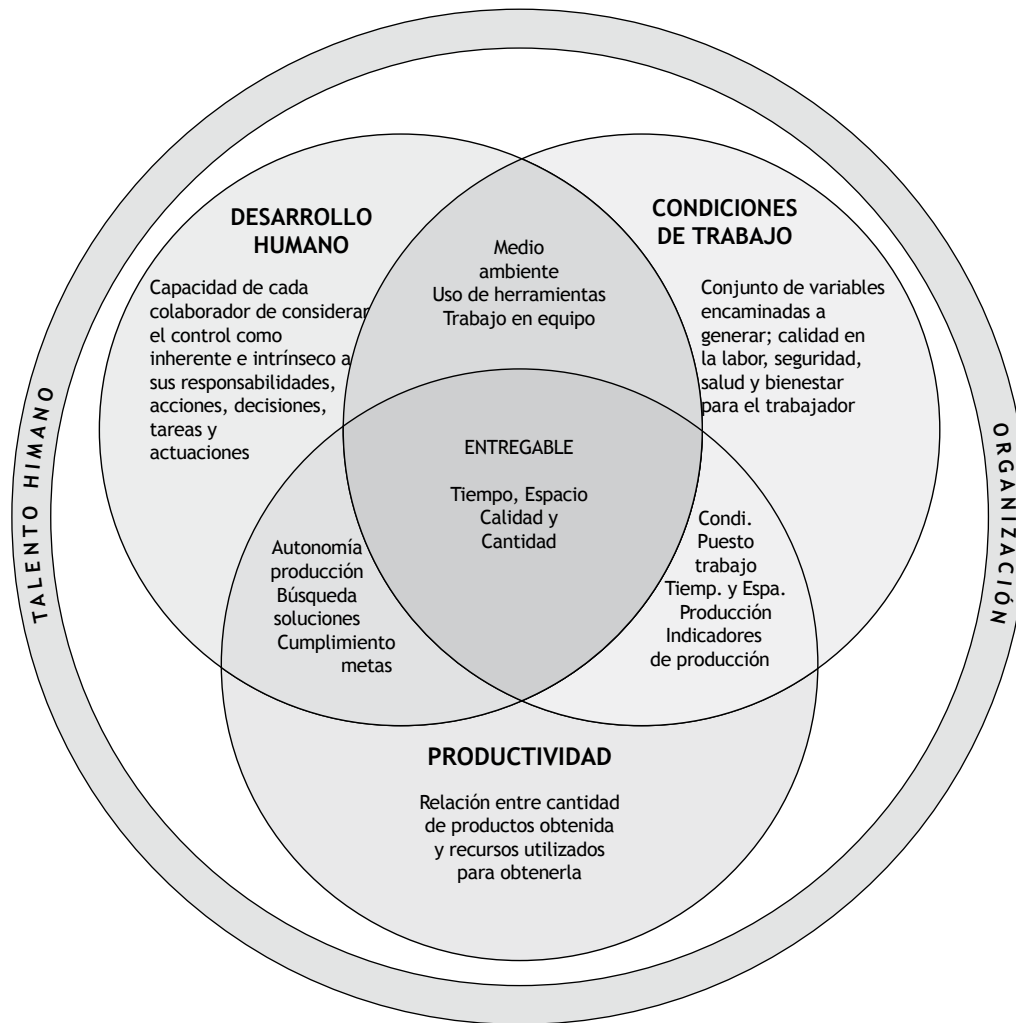 DESARROLLO
HUMANO
Capacidad de cada
colaborador de considerar
el control como
inherente e intrínseco a
sus responsabilidades,
acciones, decisiones,
tareas y
actuaciones
Medio
ambiente
Uso de herramientas
Trabajo en equipo
CONDICIONES
DE TRABAJO
Conjunto de variables
encaminadas a
generar; calidad en
la labor, seguridad,
salud y bienestar
para el trabajador
TALENTO HIMANO
ORGANIZACIÓN
ENTREGABLE
Tiempo, Espacio
Calidad y
Cantidad
Autonomía
producción
Búsqueda
soluciones
Cumplimiento
metas
Condi.
Puesto
trabajo
Tiemp. y Espa.
Producción
Indicadores
de producción
PRODUCTIVIDAD
Relación entre cantidad
de productos obtenida
y recursos utilizados
para obtenerla